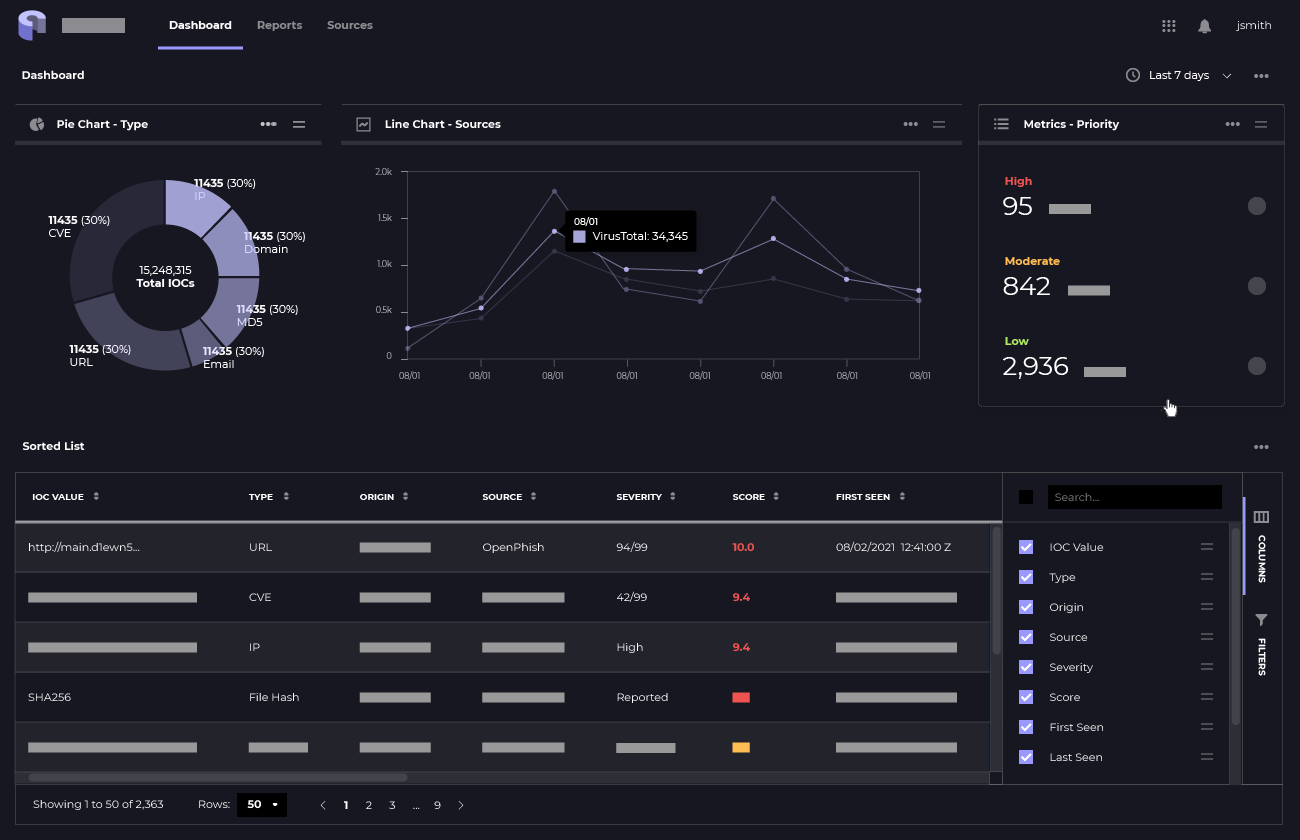 Dashboard Reports Sources jsmith
Dashboard Last 7 days
Pie Chart - Type
11435 (30%)
IP
11435 (30%)
Domain
11435 (30%)
MD5
11435 (30%)
Email
11435 (30%)
URL
11435 (30%)
CVE
15,248,315
Total IOCs
Line Chart - Sources
2.0k
1.5k
1.0k
0.5k
0
08/01
VirusTotal: 34,345
08/01 08/01 08/01 08/01 08/01 08/01 08/01 08/01
Metrics - Priority
High
95
Moderate
842
Low
2,936
Sorted List
IOC VALUE TYPE ORIGIN SOURCE SEVERITY SCORE FIRST SEEN
http://main.d1ewn5... URL OpenPhish 94/99 10.0 08/02/2021 12:41:00 Z
CVE 42/99 9.4
IP High 9.4
SHA256 File Hash Reported
Search...
IOC Value
Type
Origin
Source
Severity
Score
First Seen
Last Seen
COLUMNS
FILTERS
Showing 1 to 50 of 2,363 Rows: 50 < 1 2 3 ... 9 >